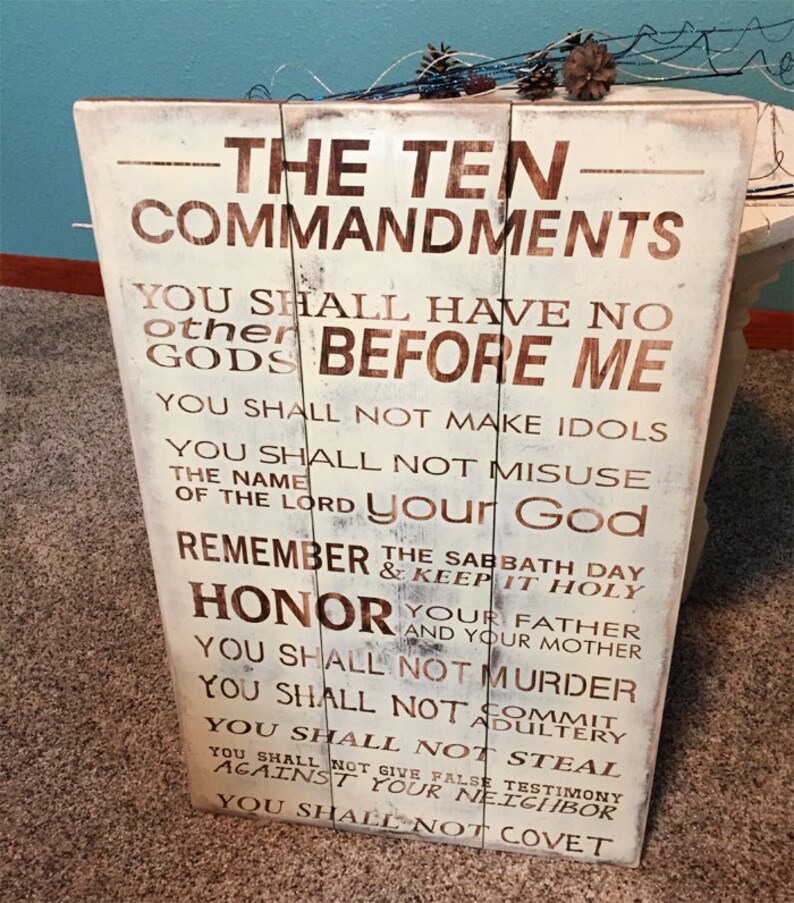 THE TEN
COMMANDMENTS
YOU SHALL HAVE NO
other
GODS BEFORE ME
YOU SHALL NOT MAKE IDOLS
YOU SHALL NOT MISUSE
THE NAME
OF THE LORD your God
REMEMBER THE SABBATH DAY
& KEEP IT HOLY
HONOR YOUR FATHER
AND YOUR MOTHER
YOU SHALL NOT MURDER
YOU SHALL NOT COMMIT
ADULTERY
YOU SHALL NOT STEAL
YOU SHALL NOT GIVE FALSE TESTIMONY
AGAINST YOUR NEIGHBOR
YOU SHALL NOT COVET